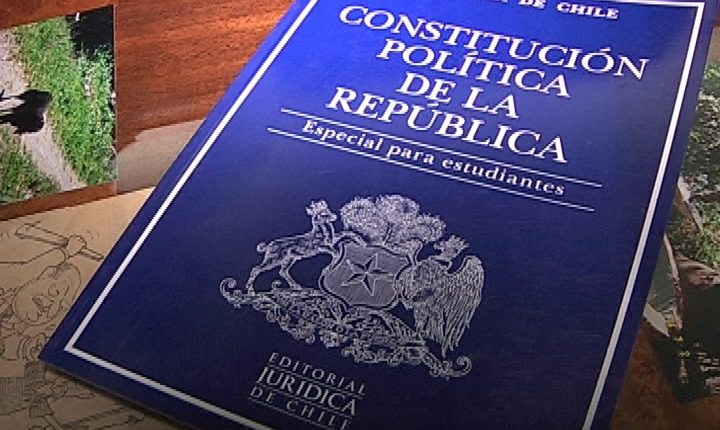 DE CHILE
CONSTITUCIÓN
POLÍTICA
DE LA
REPÚBLICA
Especial para estudiantes
EDITORIAL
JURIDICA
DE CHILE